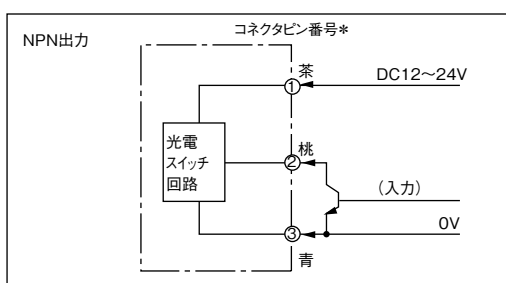 コネクタピン番号*
NPN出力
茶
DC12～24V
①
光電
スイッチ
回路
桃
②
(入力)
0V
③
青